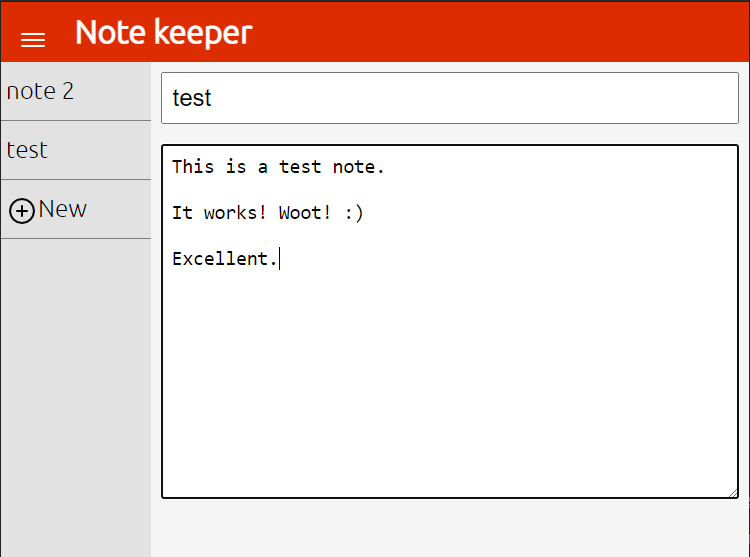 Note keeper
note 2
test
New
test
This is a test note.
It works! Woot! :)
Excellent.